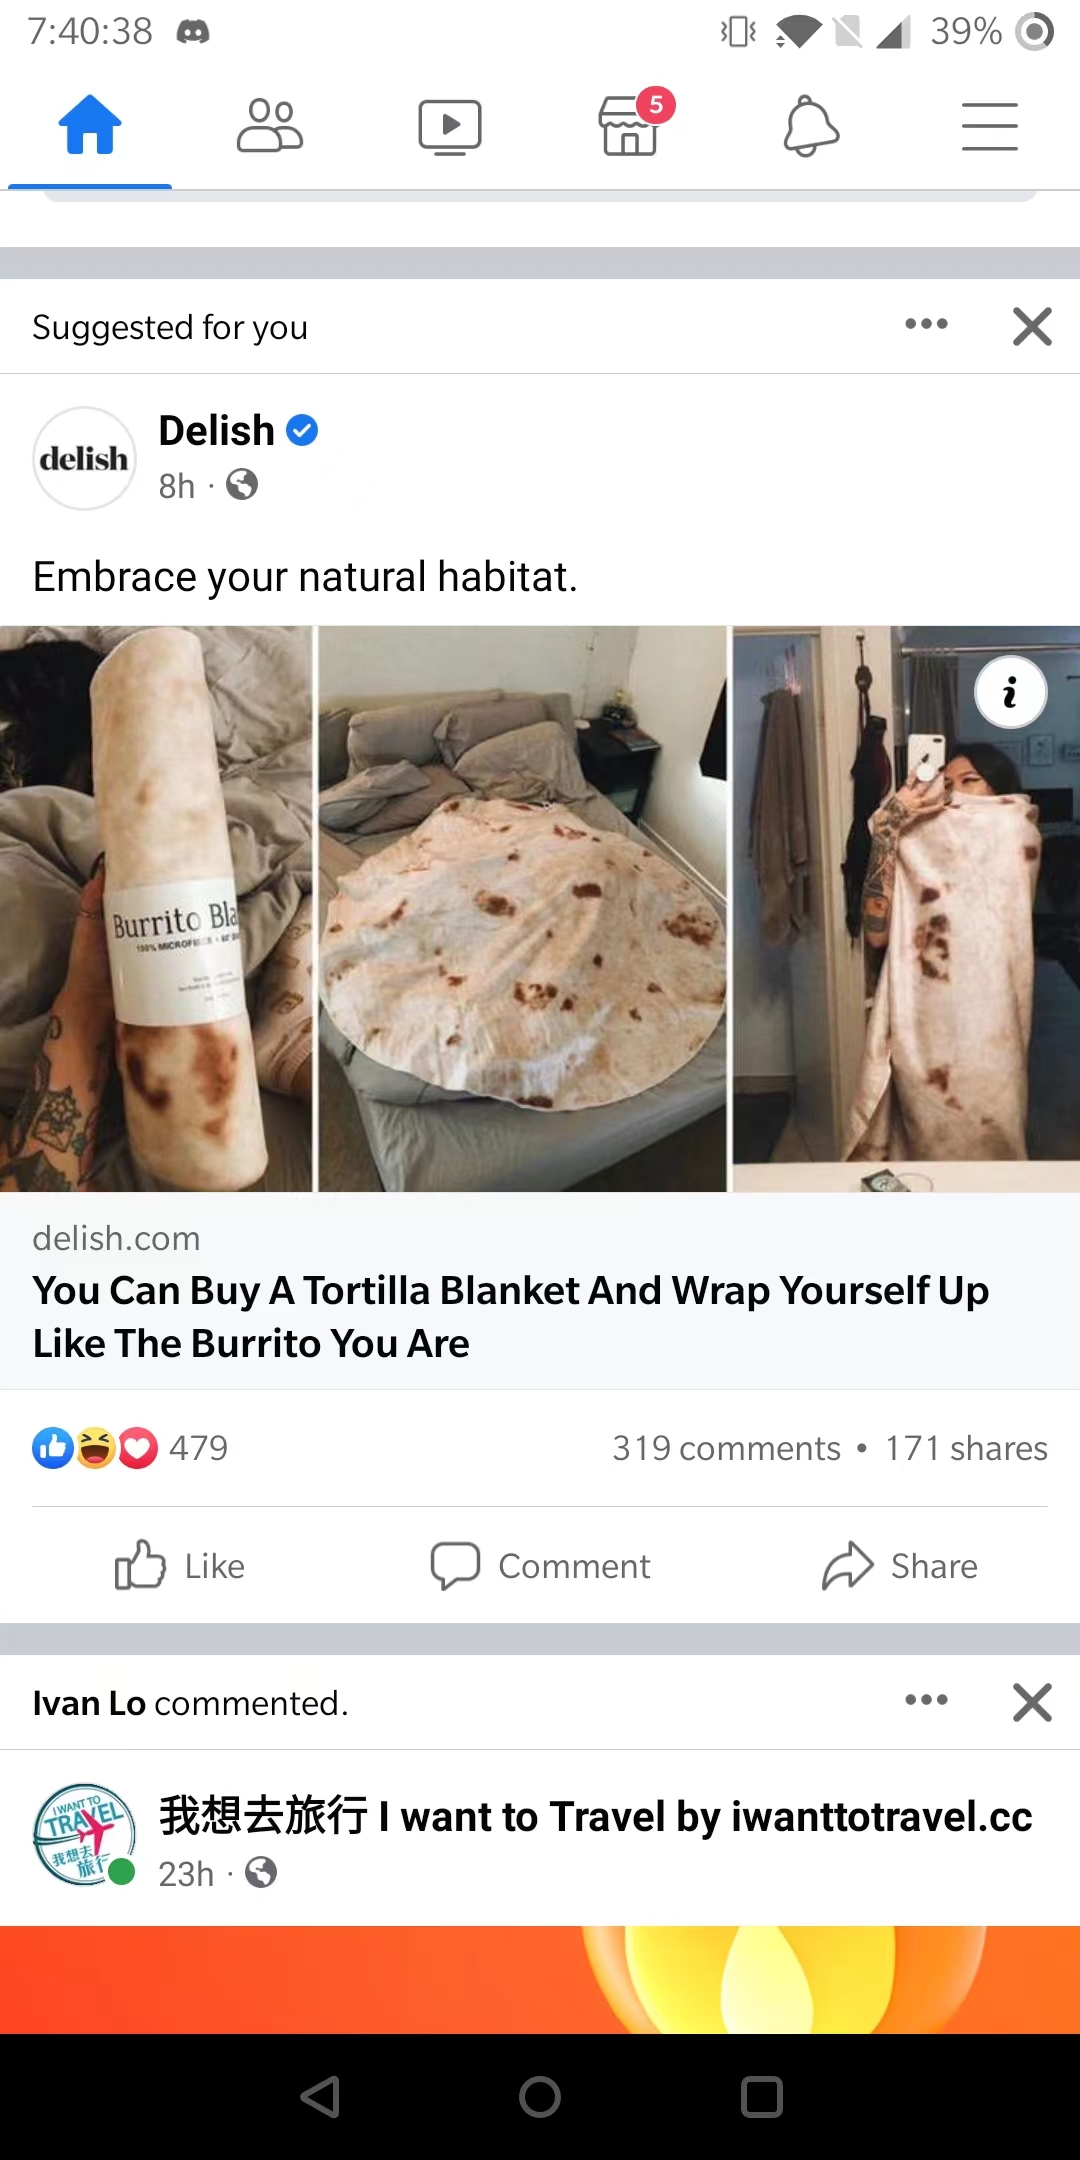 7:40:38
39%
5
Suggested for you
delish
Delish
8h ·
Embrace your natural habitat.
Burrito Bla
100% MICROFI
delish.com
You Can Buy A Tortilla Blanket And Wrap Yourself Up
Like The Burrito You Are
479
319 comments • 171 shares
Like
Comment
Share
Ivan Lo commented.
I WANT TO
TRAVEL
我想去
旅行
我想去旅行 I want to Travel by iwanttotravel.cc
23h ·